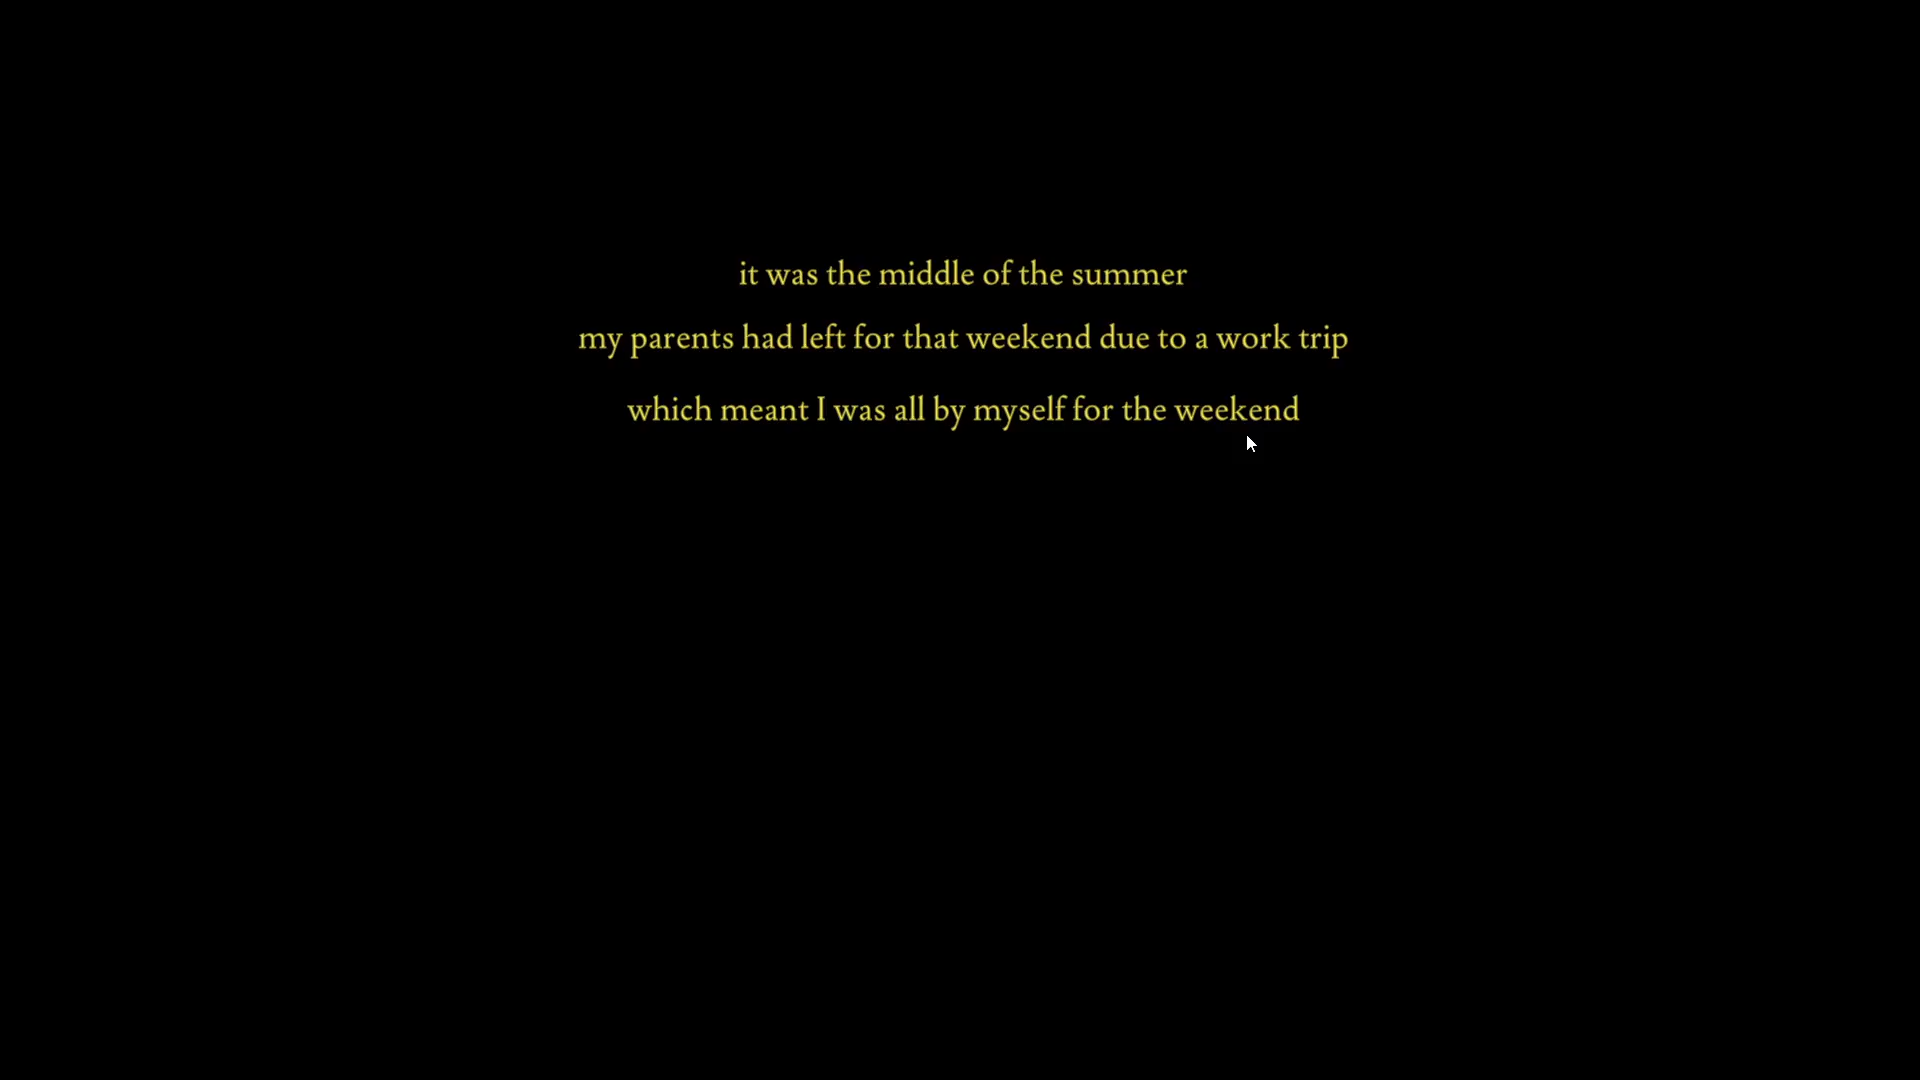 it was the middle of the summer
my parents had left for that weekend due to a work trip
which meant I was all by myself for the weekend